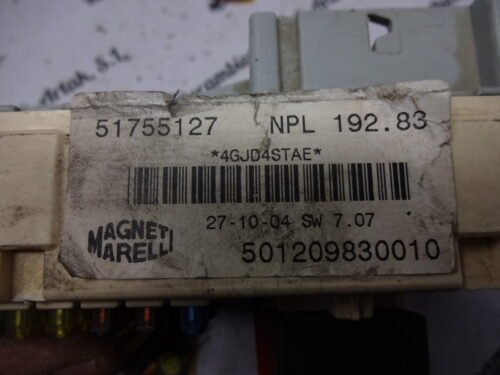 51755127 NPL 192.83
*4GJD4STAE*
27-10-04 SW 7.07
MAGNETI
MARELLI
501209830010